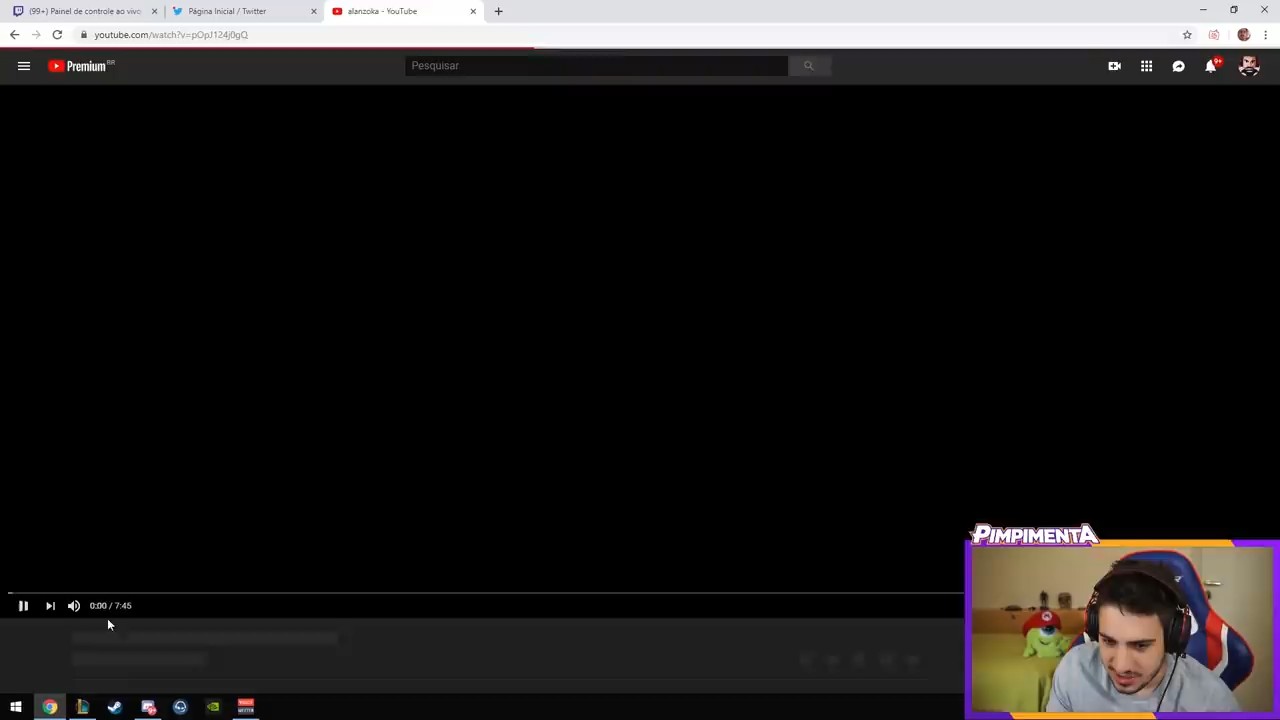 (99+) Painel de controle ao vivo
Página Inicial / Twitter
alanzoka - YouTube
youtube.com/watch?v=pOpJ124j0gQ
Premium BR
Pesquisar
9+
PIMPIMENTA
0:00 / 7:45